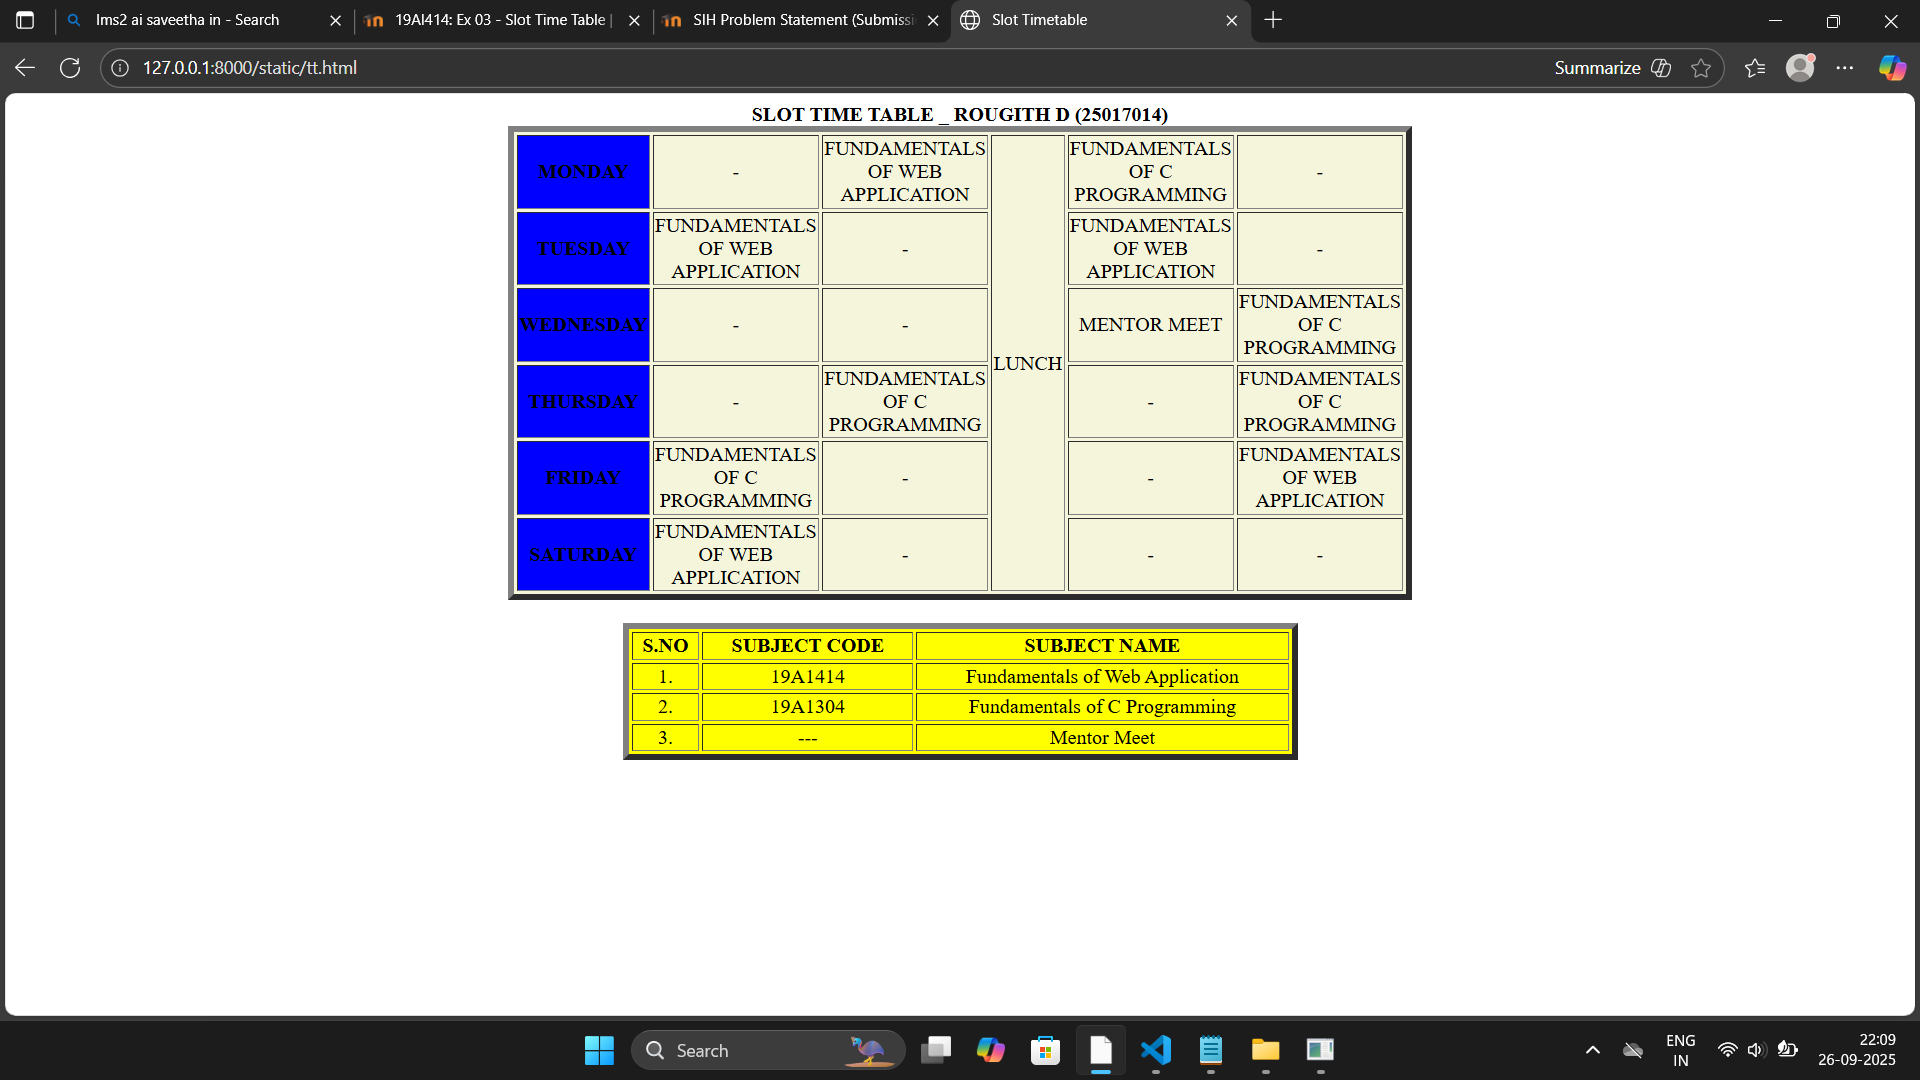 lms2 ai saveetha in - Search
19AI414: Ex 03 - Slot Time Table |
SIH Problem Statement (Submissi
Slot Timetable
127.0.0.1:8000/static/tt.html
Summarize
SLOT TIME TABLE _ ROUGITH D (25017014)
MONDAY
-
FUNDAMENTALS
OF WEB
APPLICATION
LUNCH
FUNDAMENTALS
OF C
PROGRAMMING
-
TUESDAY
FUNDAMENTALS
OF WEB
APPLICATION
-
FUNDAMENTALS
OF WEB
APPLICATION
-
WEDNESDAY
-
-
MENTOR MEET
FUNDAMENTALS
OF C
PROGRAMMING
THURSDAY
-
FUNDAMENTALS
OF C
PROGRAMMING
-
FUNDAMENTALS
OF C
PROGRAMMING
FRIDAY
FUNDAMENTALS
OF C
PROGRAMMING
-
-
FUNDAMENTALS
OF WEB
APPLICATION
SATURDAY
FUNDAMENTALS
OF WEB
APPLICATION
-
-
-
S.NO SUBJECT CODE SUBJECT NAME
1. 19A1414 Fundamentals of Web Application
2. 19A1304 Fundamentals of C Programming
3. --- Mentor Meet
Search
ENG
IN
22:09
26-09-2025